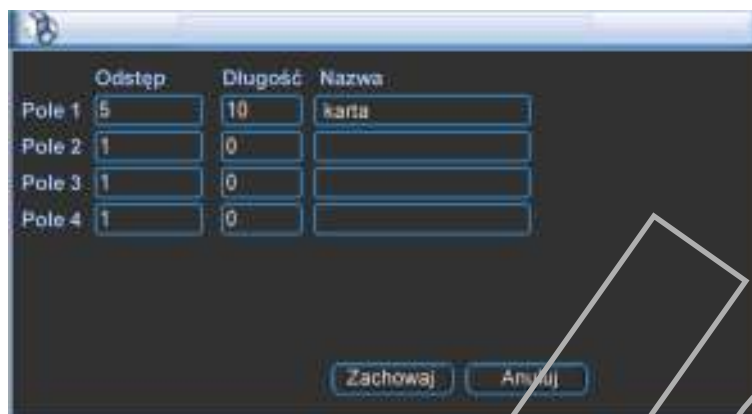 Odstęp Długość Nazwa
Pole 1 5 10 karta
Pole 2 1 0
Pole 3 1 0
Pole 4 1 0
Zachowaj Anuluj